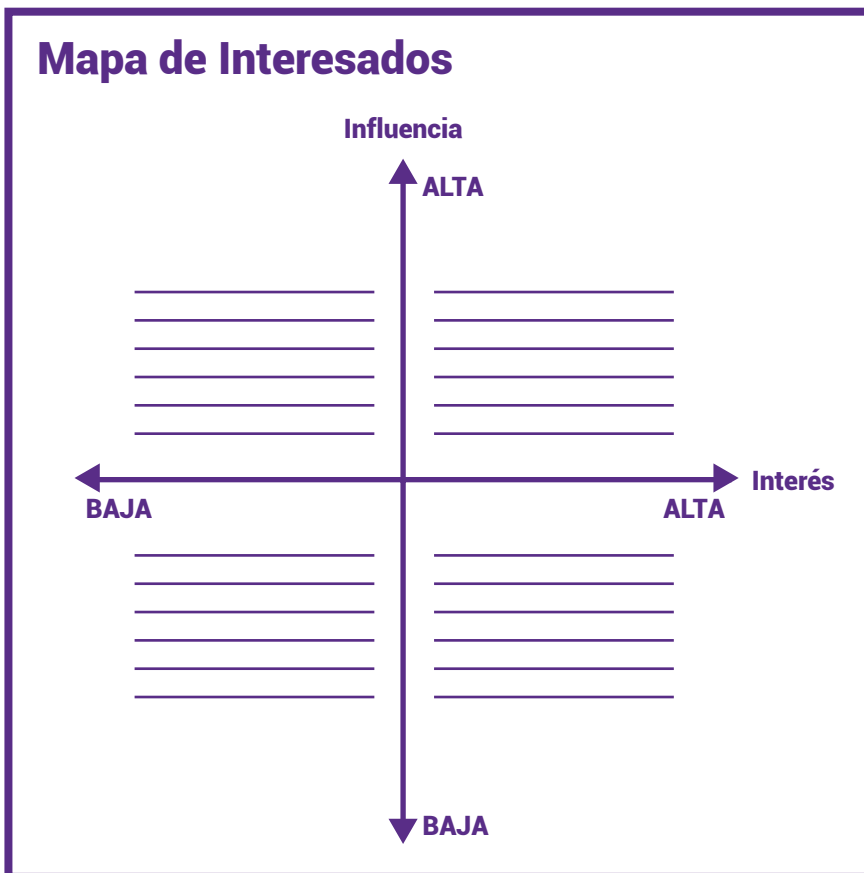 Mapa de Interesados
Influencia
ALTA
Interés
BAJA
ALTA
BAJA